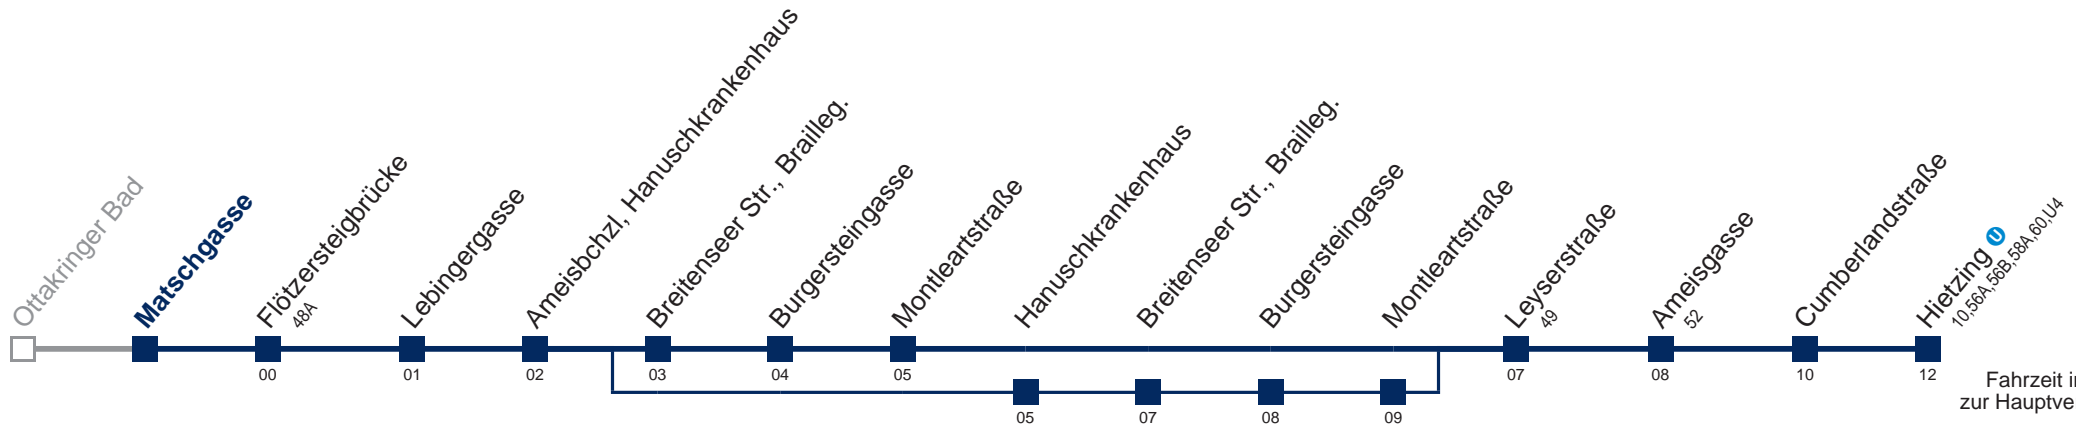 Ottakringer Bad
Matschgasse
Flötzersteigbrücke
48A
Lebingergasse
Ameisbchzl, Hanuschkrankenhaus
Breitenseer Str., Brailleg.
Burgersteingasse
Montleartstraße
Hanuschkrankenhaus
Breitenseer Str., Brailleg.
Burgersteingasse
Montleartstraße
Leyserstraße
49
Ameisgasse
52
Cumberlandstraße
Hietzing U
10,56A,56B,58A,60,U4
00 01 02 03 04 05 07 08 10 12
05 07 08 09
Fahrzeit i
zur Hauptve